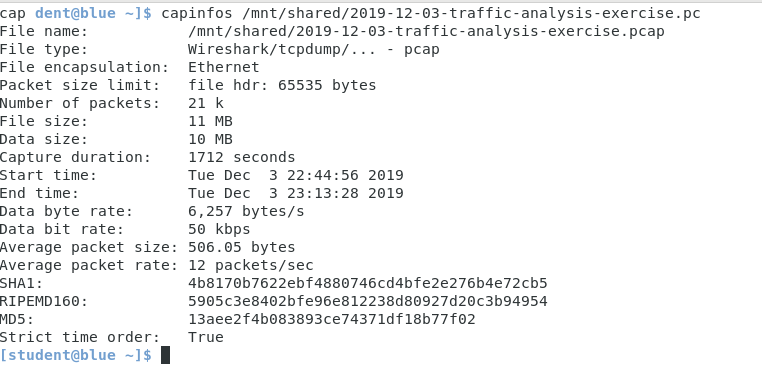 cap dent@blue ~]$ capinfos /mnt/shared/2019-12-03-traffic-analysis-exercise.pc
File name:           /mnt/shared/2019-12-03-traffic-analysis-exercise.pcap
File type:           Wireshark/tcpdump/... - pcap
File encapsulation:  Ethernet
Packet size limit:   file hdr: 65535 bytes
Number of packets:   21 k
File size:           11 MB
Data size:           10 MB
Capture duration:    1712 seconds
Start time:          Tue Dec  3 22:44:56 2019
End time:            Tue Dec  3 23:13:28 2019
Data byte rate:      6,257 bytes/s
Data bit rate:       50 kbps
Average packet size: 506.05 bytes
Average packet rate: 12 packets/sec
SHA1:                4b8170b7622ebf4880746cd4bfe2e276b4e72cb5
RIPEMD160:           5905c3e8402bfe96e812238d80927d20c3b94954
MD5:                 13aee2f4b083893ce74371df18b77f02
Strict time order:   True
[student@blue ~]$